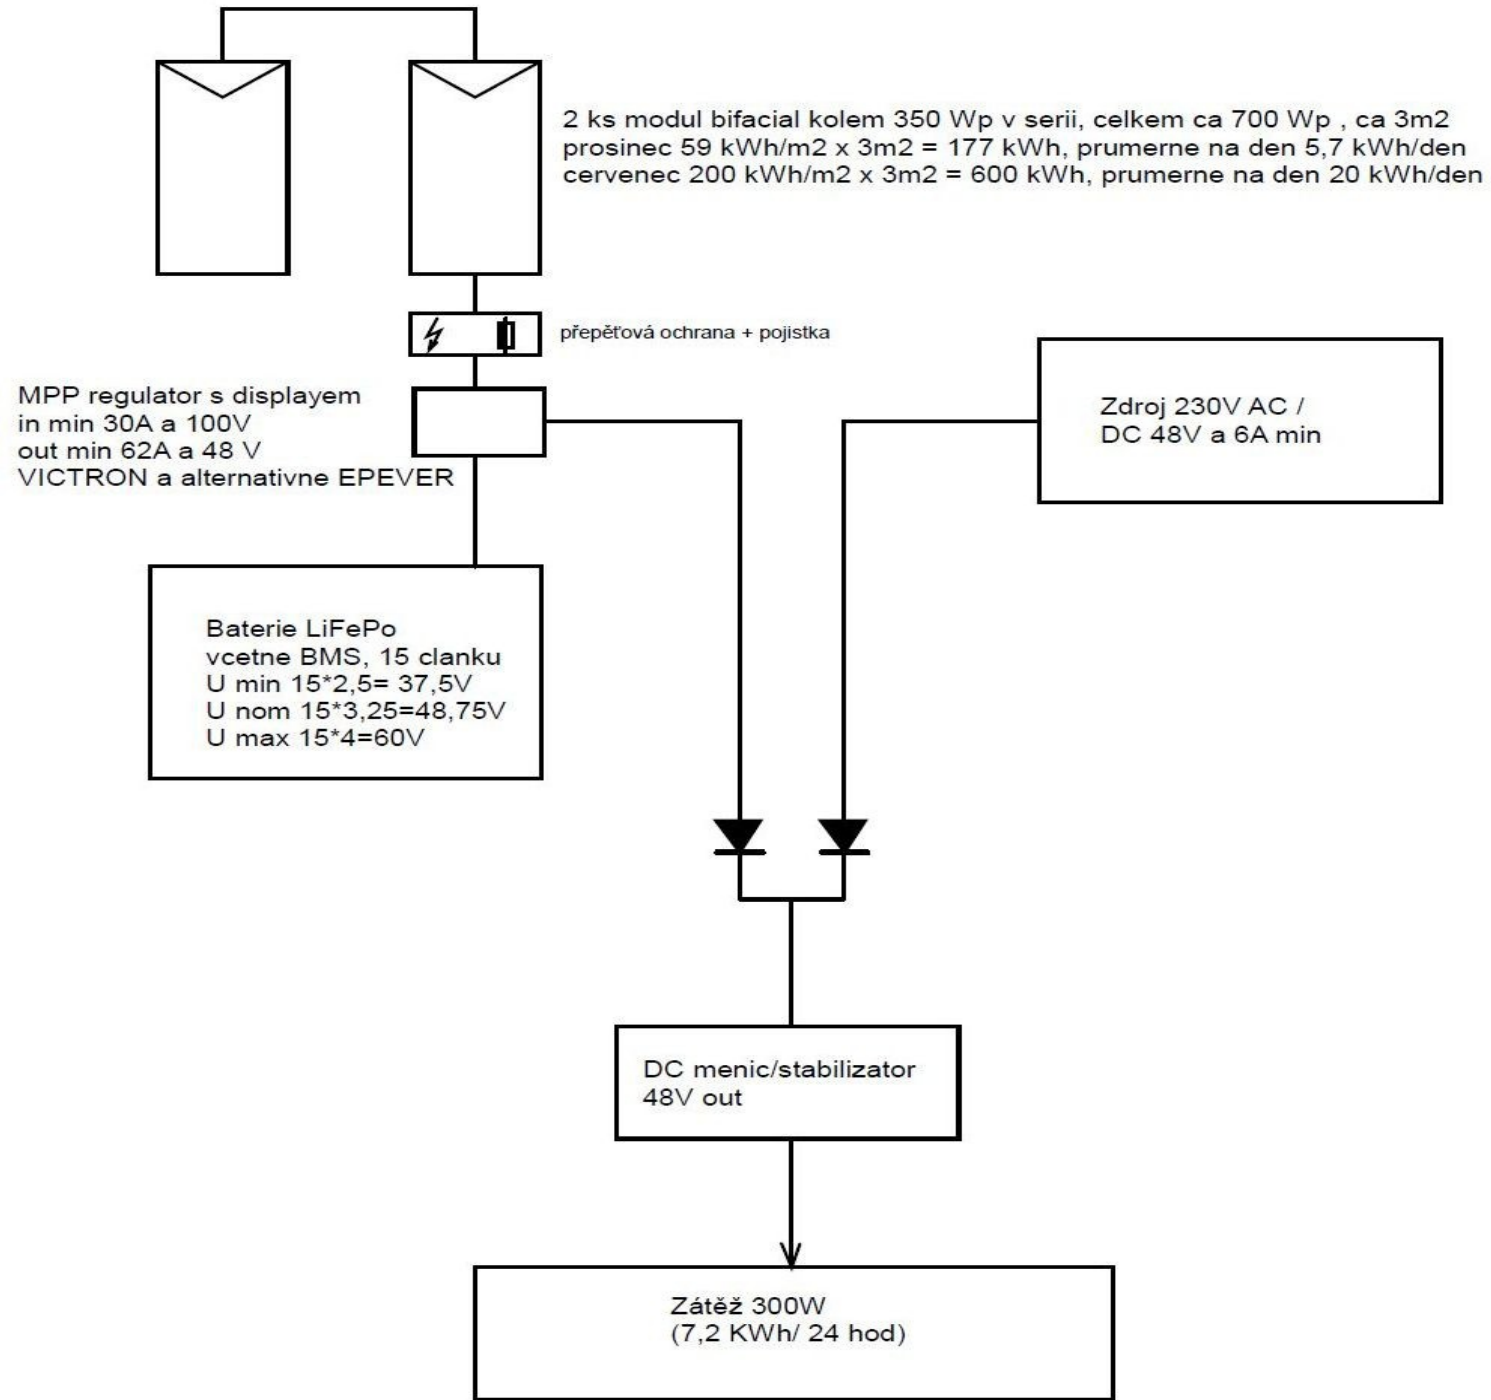 2 ks modul bifacial kolem 350 Wp v serii, celkem ca 700 Wp , ca 3m2
prosinec 59 kWh/m2 x 3m2 = 177 kWh, prumerne na den 5,7 kWh/den
cervenec 200 kWh/m2 x 3m2 = 600 kWh, prumerne na den 20 kWh/den
přepěťová ochrana + pojistka
MPP regulator s displayem
in min 30A a 100V
out min 62A a 48 V
VICTRON a alternativne EPEVER
Zdroj 230V AC /
DC 48V a 6A min
Baterie LiFePo
vcetne BMS, 15 clanku
U min 15*2,5= 37,5V
U nom 15*3,25=48,75V
U max 15*4=60V
DC menic/stabilizator
48V out
Zátěž 300W
(7,2 KWh/ 24 hod)